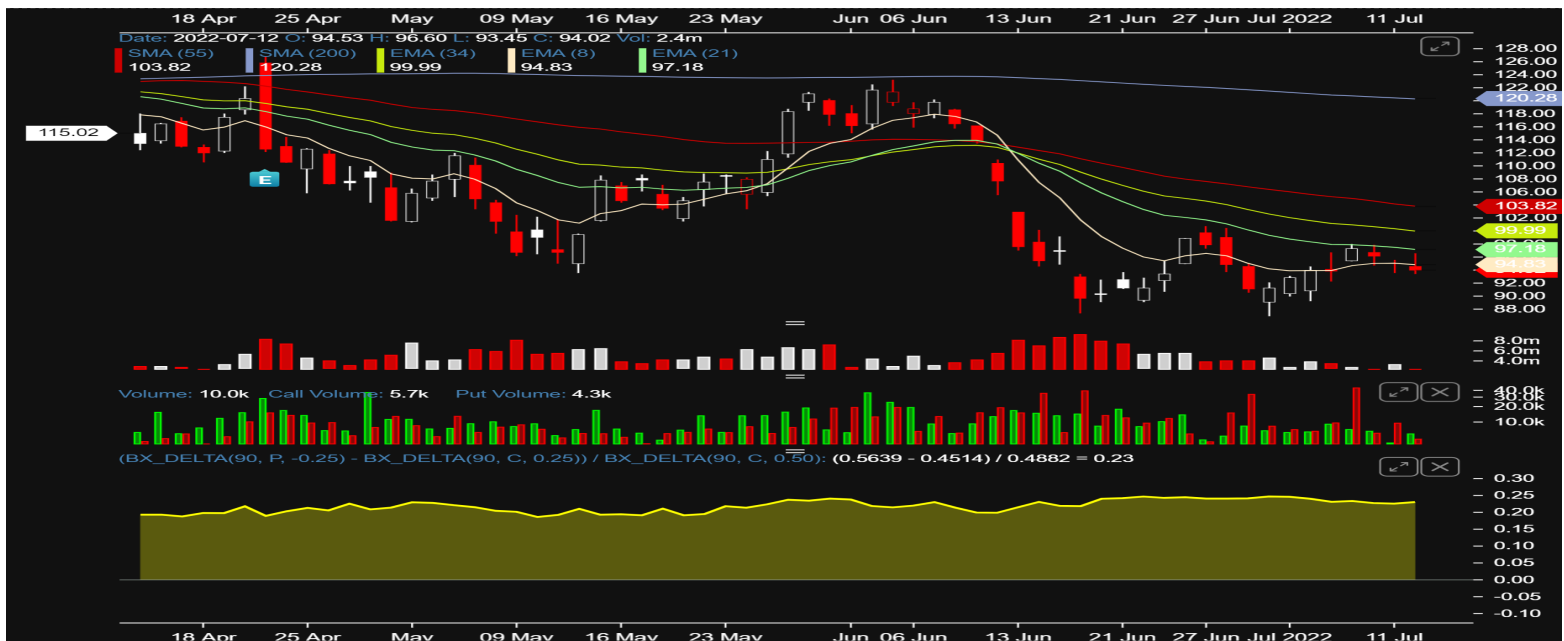 18 Apr 25 Apr May 09 May 16 May 23 May Jun 06 Jun 13 Jun 21 Jun 27 Jun Jul 2022 11 Jul
Date: 2022-07-12 O: 94.53 H: 96.60 L: 93.45 C: 94.02 Vol: 2.4m
SMA (55) SMA (200) EMA (34) EMA (8) EMA (21)
103.82 120.28 99.99 94.83 97.18
128.00
126.00
124.00
122.00
120.28
118.00
115.02
116.00
114.00
112.00
110.00
108.00
E
106.00
103.82
102.00
99.99
97.18
94.83
92.00
90.00
88.00
8.0m
6.0m
4.0m
Volume: 10.0k Call Volume: 5.7k Put Volume: 4.3k
40.0k
30.0k
20.0k
10.0k
(BX_DELTA(90, P, -0.25) - BX_DELTA(90, C, 0.25)) / BX_DELTA(90, C, 0.50): (0.5639 - 0.4514) / 0.4882 = 0.23
0.30
0.25
0.20
0.15
0.10
0.05
0.00
-0.05
-0.10
18 Apr 25 Apr May 09 May 16 May 23 May Jun 06 Jun 13 Jun 21 Jun 27 Jun Jul 2022 11 Jul